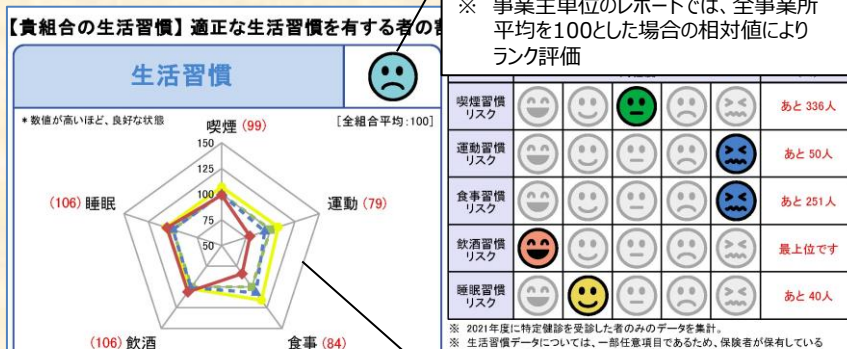 【貴組合の生活習慣】適正な生活習慣を有する者の
※ 事業主単位のレポートでは、全事業所
平均を100とした場合の相対値により
ランク評価
生活習慣
*数値が高いほど、良好な状態
[全組合平均:100]
喫煙 (99)
150
125
100
75
50
(106) 睡眠
運動 (79)
(106) 飲酒
食事 (84)
喫煙習慣
リスク
あと 336人
運動習慣
リスク
あと 50人
食事習慣
リスク
あと 251人
飲酒習慣
リスク
最上位です
睡眠習慣
リスク
あと 40人
※ 2021年度に特定健診を受診した者のみのデータを集計。
※ 生活習慣データについては、一部任意項目であるため、保険者が保有している